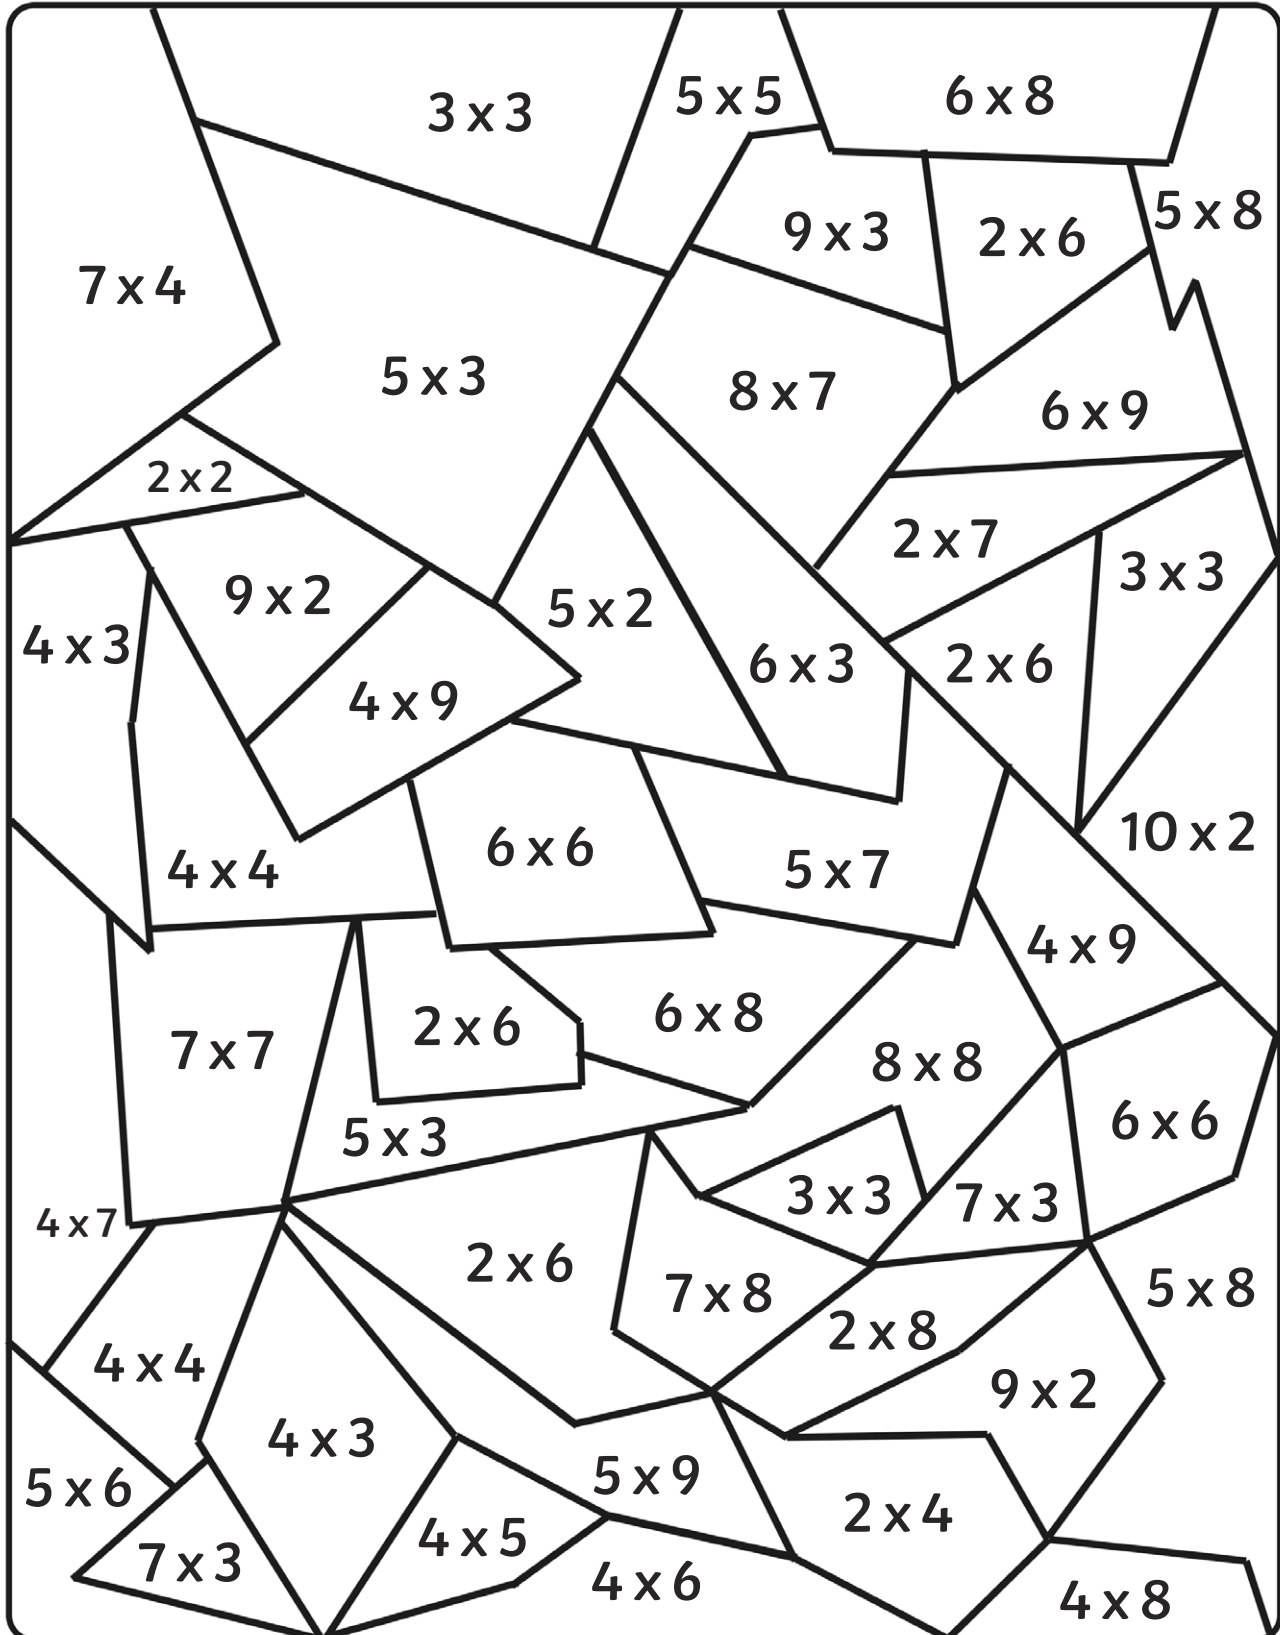 3 x 3
5 x 5
6 x 8
7 x 4
9 x 3
2 x 6
5 x 8
5 x 3
8 x 7
6 x 9
2 x 2
2 x 7
3 x 3
9 x 2
5 x 2
4 x 3
4 x 9
6 x 3
2 x 6
4 x 4
6 x 6
5 x 7
10 x 2
4 x 9
7 x 7
2 x 6
6 x 8
8 x 8
5 x 3
6 x 6
4 x 7
3 x 3
7 x 3
2 x 6
7 x 8
5 x 8
4 x 4
2 x 8
9 x 2
4 x 3
5 x 6
5 x 9
2 x 4
7 x 3
4 x 5
4 x 6
4 x 8